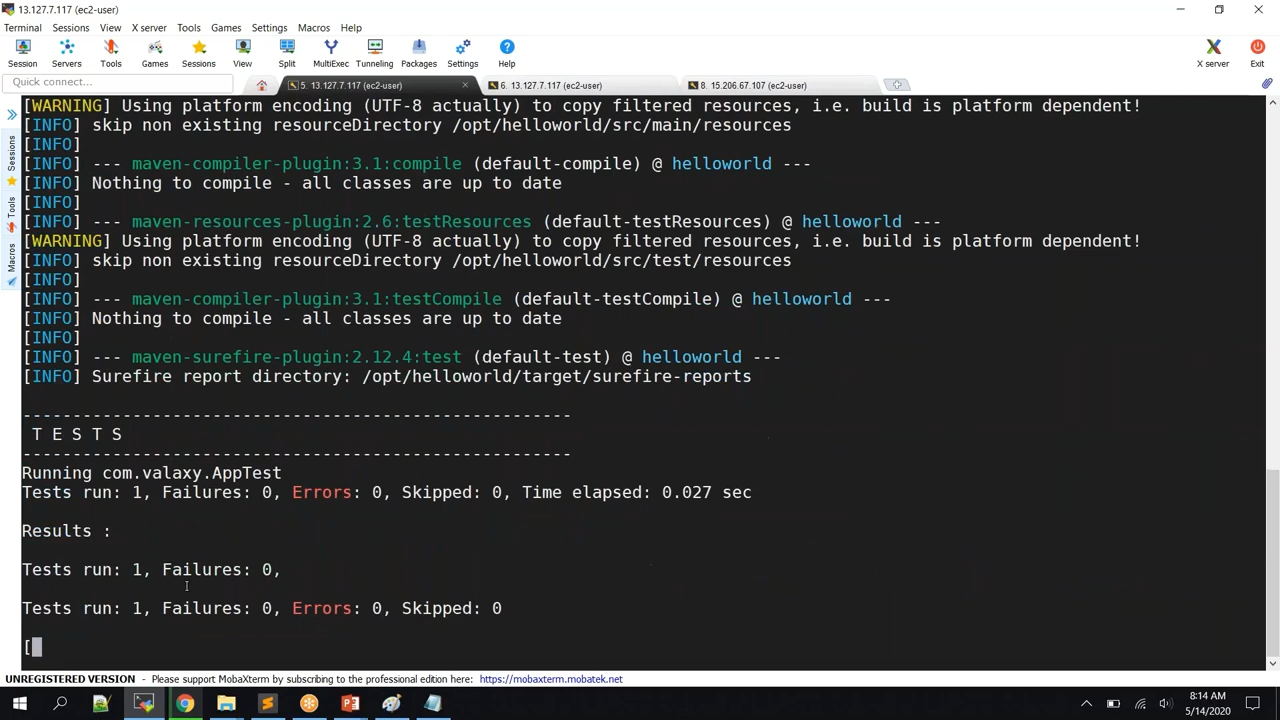 13.127.7.117 (ec2-user)
Terminal Sessions View X server Tools Games Settings Macros Help
Session Servers Tools Games Sessions View Split MultiExec Tunneling Packages Settings Help X server Exit
Quick connect...
5. 13.127.7.117 (ec2-user)
6. 13.127.7.117 (ec2-user)
8. 15.206.67.107 (ec2-user)
Sessions
Tools
Macros
[WARNING] Using platform encoding (UTF-8 actually) to copy filtered resources, i.e. build is platform dependent!
[INFO] skip non existing resourceDirectory /opt/helloworld/src/main/resources
[INFO]
[INFO] --- maven-compiler-plugin:3.1:compile (default-compile) @ helloworld ---
[INFO] Nothing to compile - all classes are up to date
[INFO]
[INFO] --- maven-resources-plugin:2.6:testResources (default-testResources) @ helloworld ---
[WARNING] Using platform encoding (UTF-8 actually) to copy filtered resources, i.e. build is platform dependent!
[INFO] skip non existing resourceDirectory /opt/helloworld/src/test/resources
[INFO]
[INFO] --- maven-compiler-plugin:3.1:testCompile (default-testCompile) @ helloworld ---
[INFO] Nothing to compile - all classes are up to date
[INFO]
[INFO] --- maven-surefire-plugin:2.12.4:test (default-test) @ helloworld ---
[INFO] Surefire report directory: /opt/helloworld/target/surefire-reports
-------------------------------------------------------
T E S T S
-------------------------------------------------------
Running com.valaxy.AppTest
Tests run: 1, Failures: 0, Errors: 0, Skipped: 0, Time elapsed: 0.027 sec
Results :
Tests run: 1, Failures: 0,
Tests run: 1, Failures: 0, Errors: 0, Skipped: 0
[
UNREGISTERED VERSION - Please support MobaXterm by subscribing to the professional edition here: https://mobaxterm.mobatek.net
8:14 AM
5/14/2020